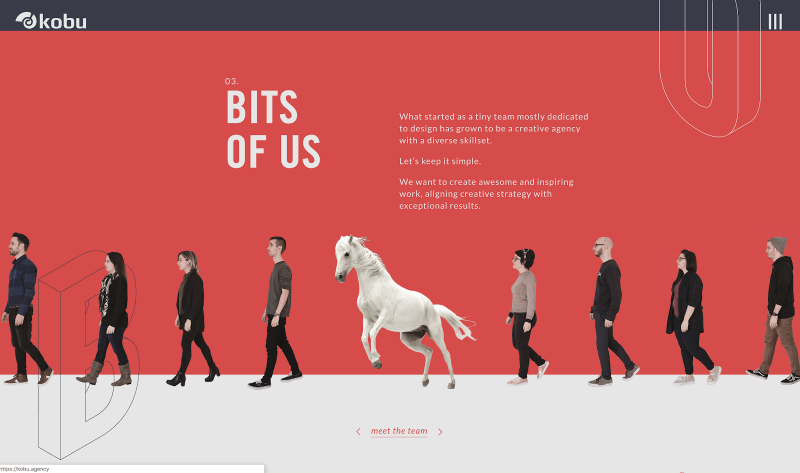 kobu
03.
BITS
OF US
What started as a tiny team mostly dedicated
to design has grown to be a creative agency
with a diverse skillset.
Let's keep it simple.
We want to create awesome and inspiring
work, aligning creative strategy with
exceptional results.
meet the team
https://kobu.agency